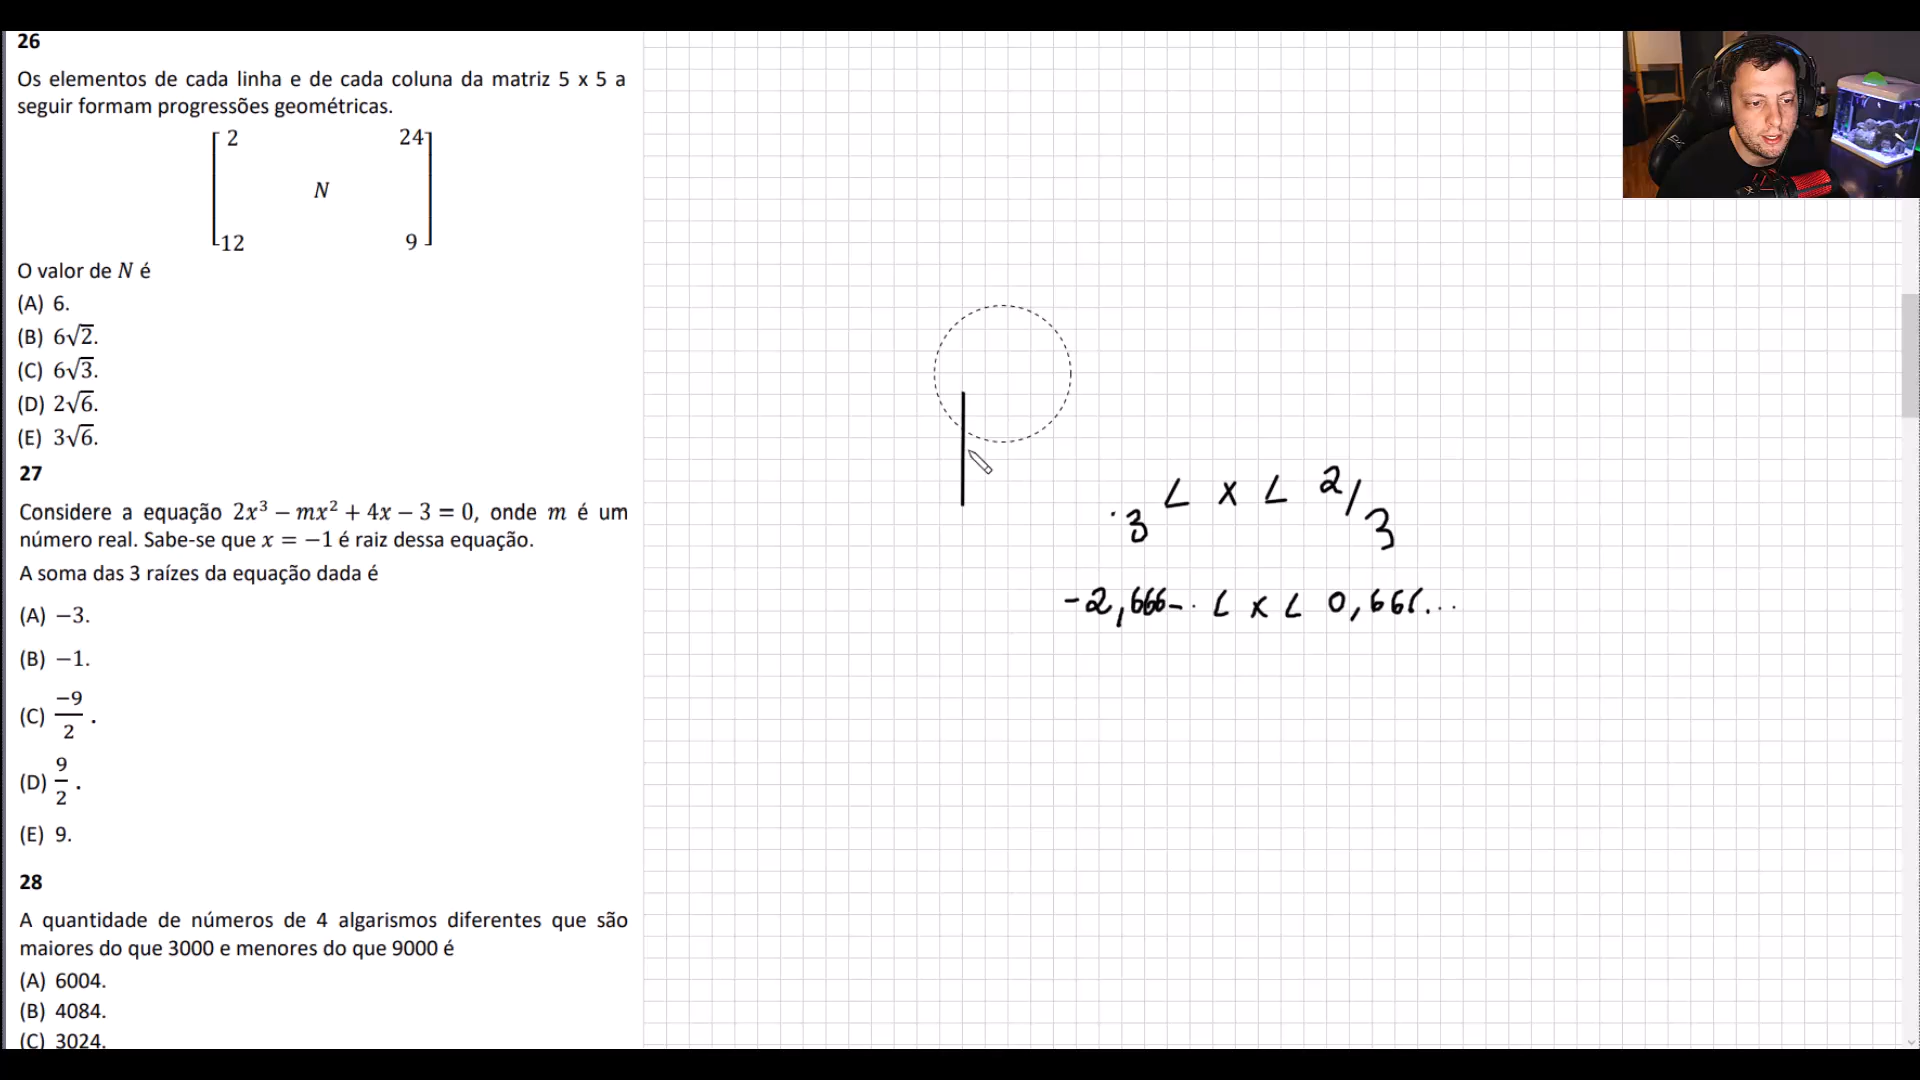 26
Os elementos de cada linha e de cada coluna da matriz 5 x 5 a
seguir formam progressões geométricas.
2 24
N
12 9
O valor de N é
(A) 6.
(B) 6√2.
(C) 6√3.
(D) 2√6.
(E) 3√6.
27
Considere a equação 2x³ − mx² + 4x − 3 = 0, onde m é um
número real. Sabe-se que x = −1 é raiz dessa equação.
A soma das 3 raízes da equação dada é
(A) −3.
(B) −1.
(C) −9/2 .
(D) 9/2 .
(E) 9.
28
A quantidade de números de 4 algarismos diferentes que são
maiores do que 3000 e menores do que 9000 é
(A) 6004.
(B) 4084.
(C) 3024.
3 < x < 2/3
-2,666-.. < x < 0,666...